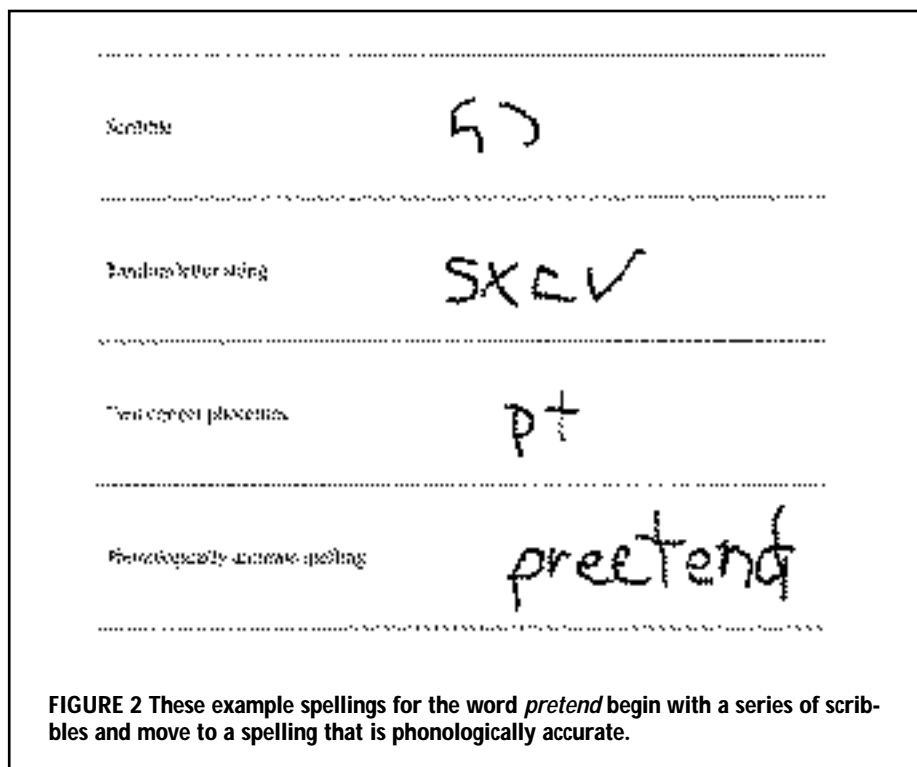 Scribble
Random letter string
sxcv
Two correct phonemes
pt
Phonologically accurate spelling
preetend
FIGURE 2 These example spellings for the word pretend begin with a series of scrib-
bles and move to a spelling that is phonologically accurate.